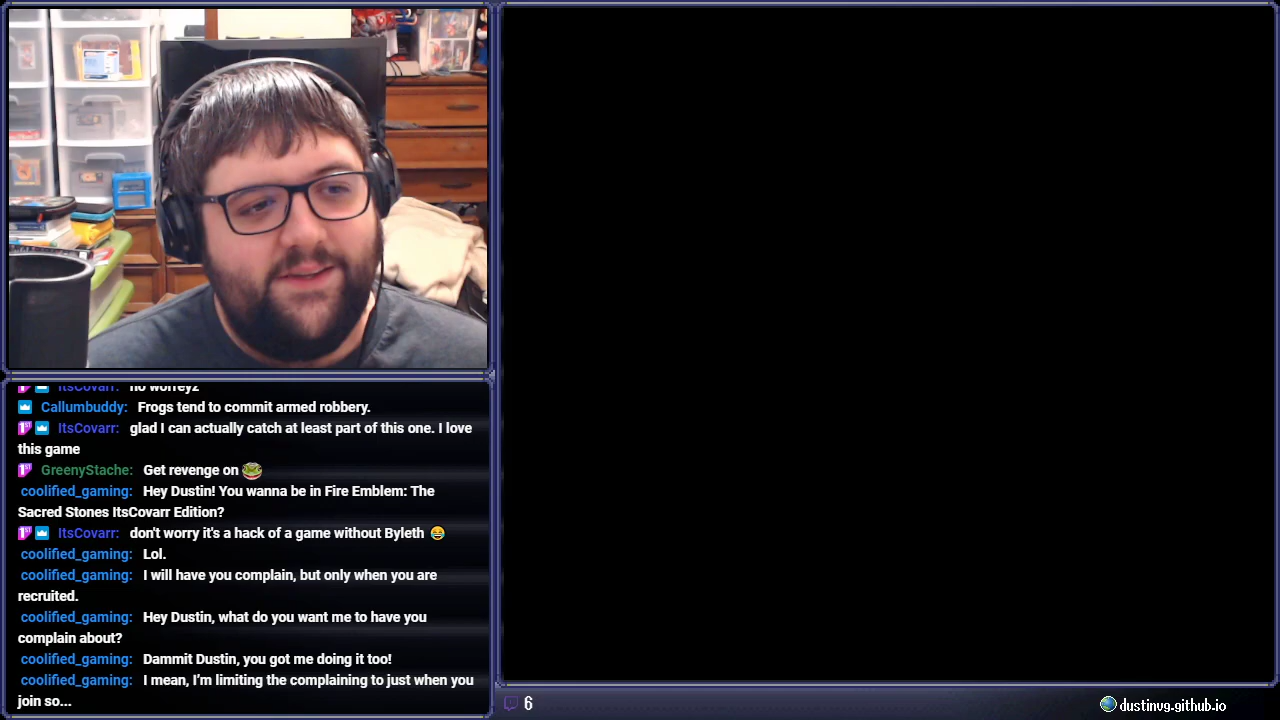 ItsCovarr: no worreyz
Callumbuddy: Frogs tend to commit armed robbery.
ItsCovarr: glad I can actually catch at least part of this one. I love
this game
GreenyStache: Get revenge on
coolified_gaming: Hey Dustin! You wanna be in Fire Emblem: The
Sacred Stones ItsCovarr Edition?
ItsCovarr: don't worry it's a hack of a game without Byleth
coolified_gaming: Lol.
coolified_gaming: I will have you complain, but only when you are
recruited.
coolified_gaming: Hey Dustin, what do you want me to have you
complain about?
coolified_gaming: Dammit Dustin, you got me doing it too!
coolified_gaming: I mean, I'm limiting the complaining to just when you
join so...
6
dustinvg.github.io